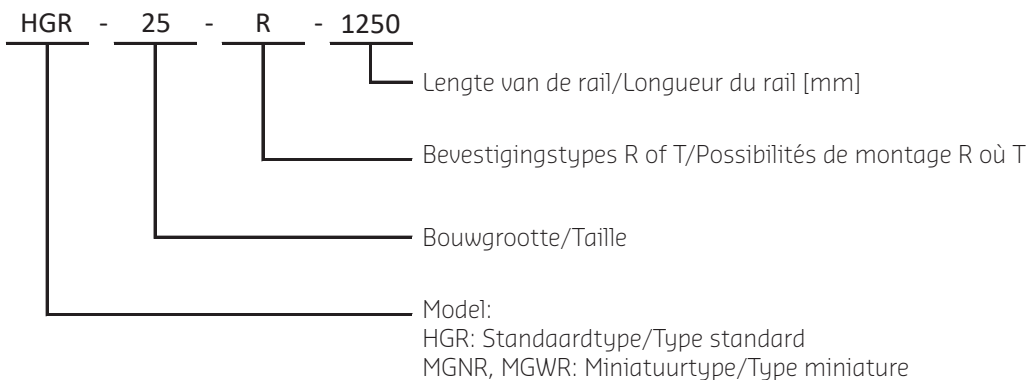 HGR - 25 - R - 1250
Lengte van de rail/Longueur du rail [mm]
Bevestigingstypes R of T/Possibilités de montage R où T
Bouwgrootte/Taille
Model:
HGR: Standaardtype/Type standard
MGNR, MGWR: Miniatuurtype/Type miniature